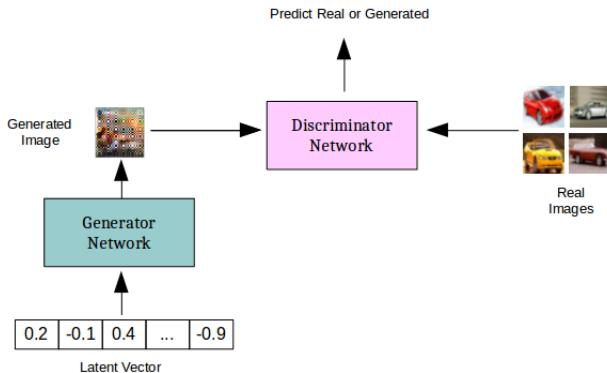 Predict Real or Generated
Generated
Image
Discriminator
Network
Real
Images
Generator
Network
0.2 -0.1 0.4 ... -0.9
Latent Vector